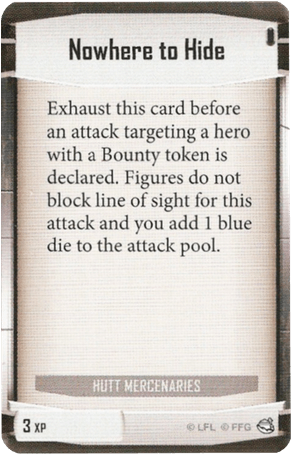 Nowhere to Hide
Exhaust this card before
an attack targeting a hero
with a Bounty token is
declared. Figures do not
block line of sight for this
attack and you add 1 blue
die to the attack pool.
HUTT MERCENARIES
3 XP
© LFL © FFG